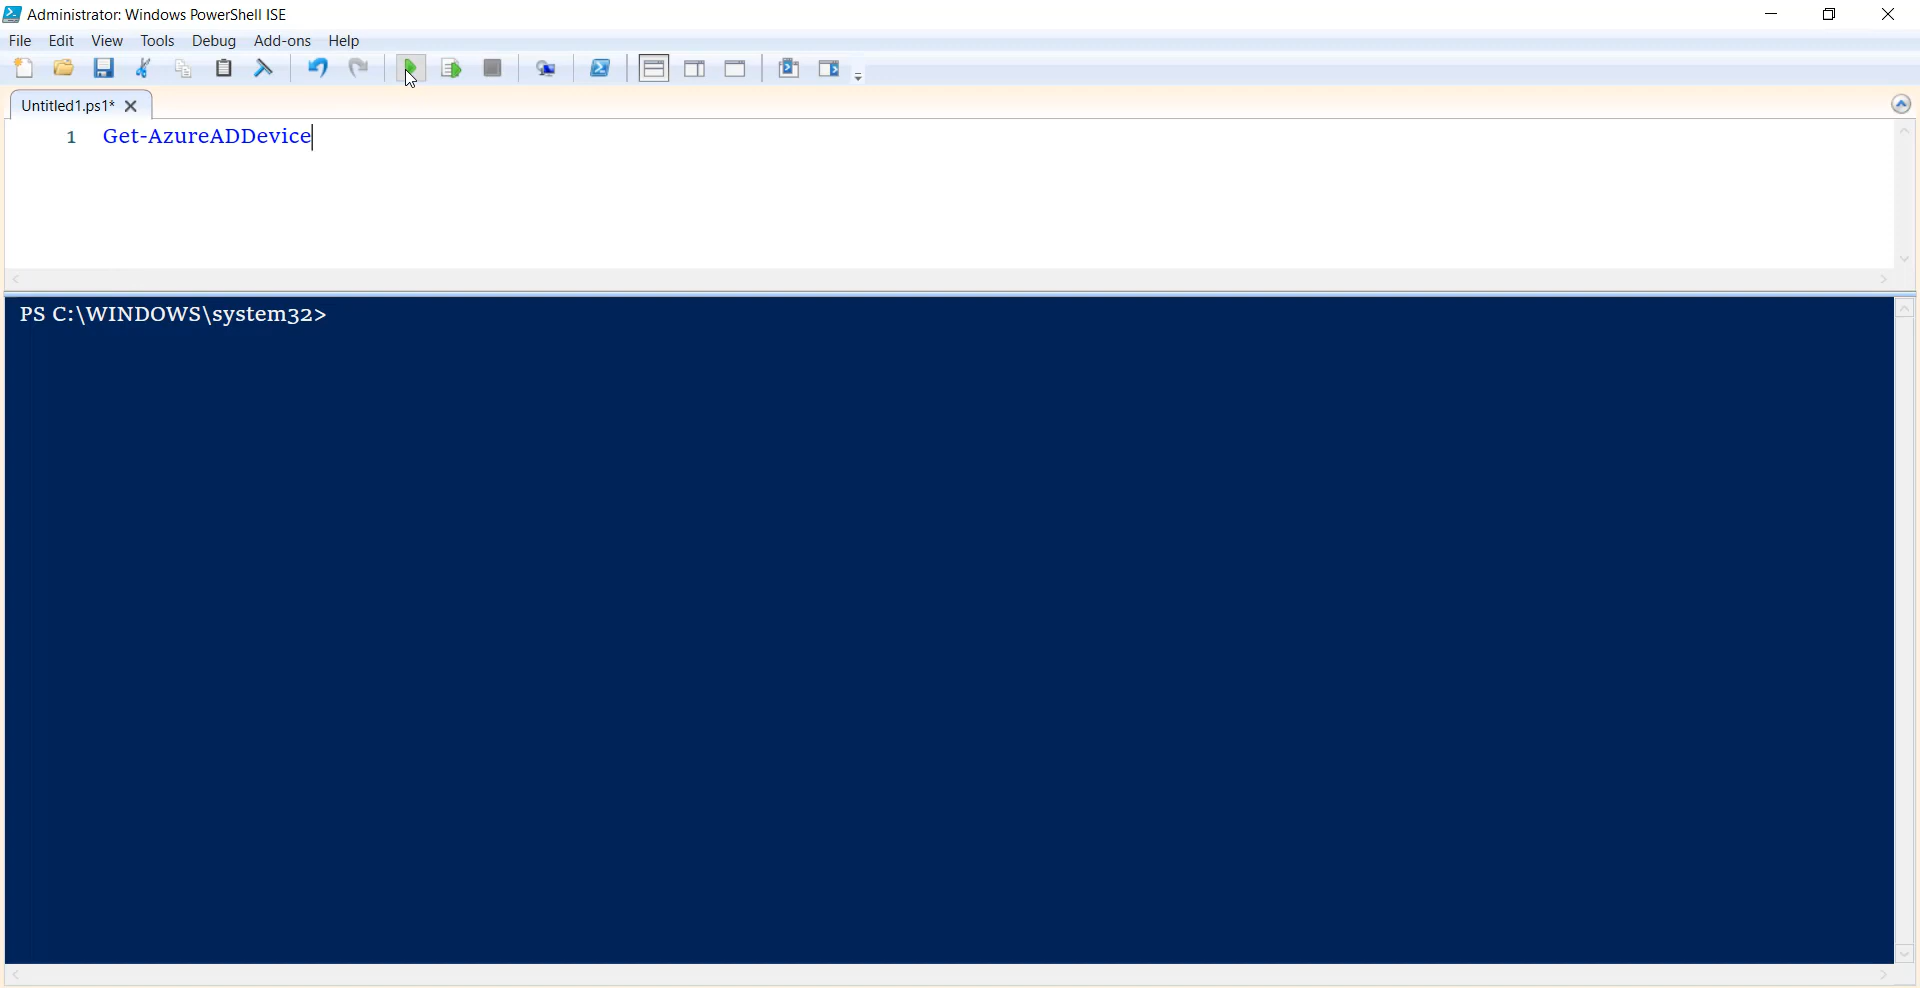 Administrator: Windows PowerShell ISE
File Edit View Tools Debug Add-ons Help
Untitled1.ps1*
1 Get-AzureADDevice
PS C:\WINDOWS\system32>